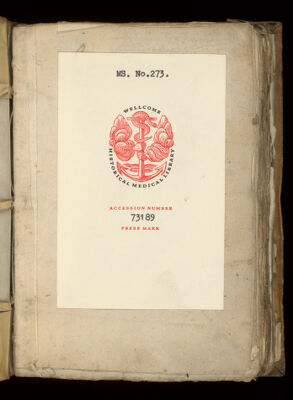 MS. No.273.
WELLCOME
HISTORICAL MEDICAL LIBRARY
ACCESSION NUMBER
73189
PRESS MARK